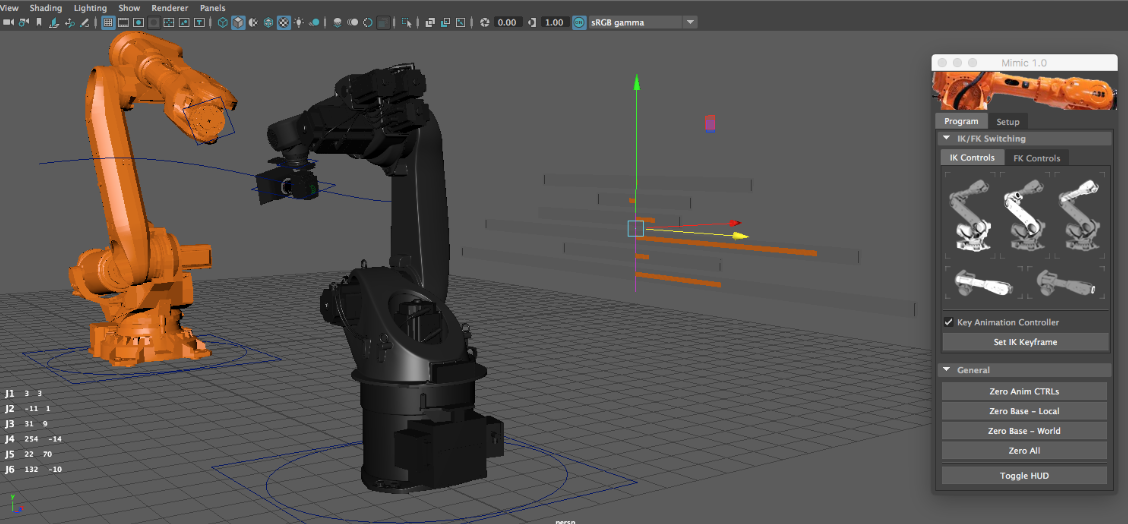 View Shading Lighting Show Renderer Panels
0.00 1.00 ON sRGB gamma
Mimic 1.0
Program Setup
IK/FK Switching
IK Controls FK Controls
Key Animation Controller
Set IK Keyframe
General
Zero Anim CTRLs
Zero Base - Local
Zero Base - World
Zero All
Toggle HUD
J1 3 3
J2 -11 1
J3 31 9
J4 254 -14
J5 22 70
J6 132 -10
y
persp